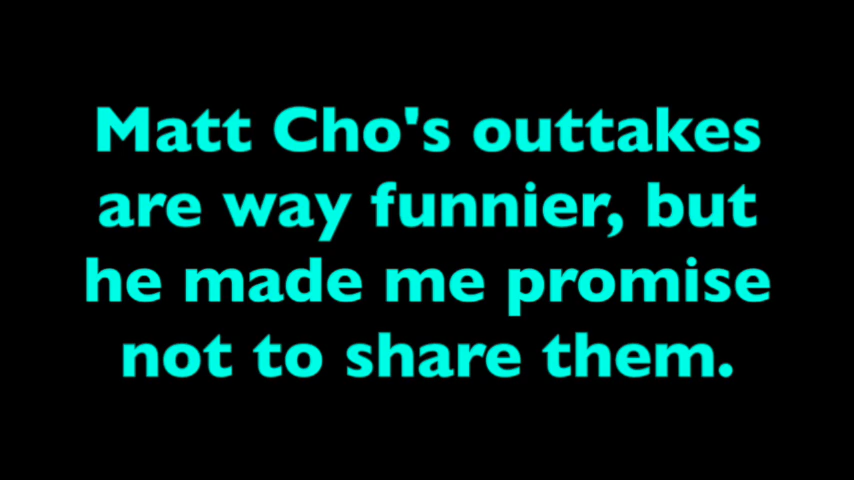 Matt Cho's outtakes
are way funnier, but
he made me promise
not to share them.